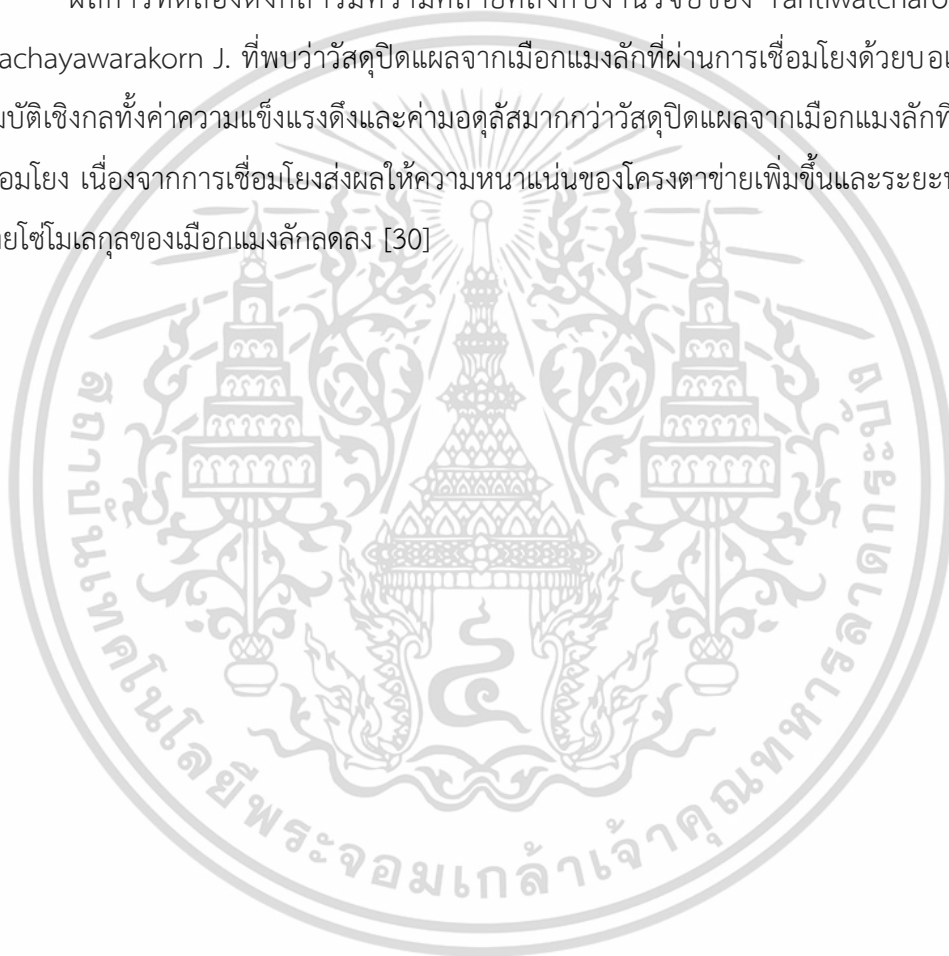 ผลการทดลองดังกล่าวมีความคล้ายคลึงกับงานวิจัยของ Tantiwatcharo
achayawarakorn J. ที่พบว่าวัสดุปิดแผลจากเมือกแมงลักที่ผ่านการเชื่อมโยงด้วยบอแ
มบัติเชิงกลทั้งค่าความแข็งแรงดึงและค่ามอดุลัสมากกว่าวัสดุปิดแผลจากเมือกแมงลักที
อมโยง เนื่องจากการเชื่อมโยงส่งผลให้ความหนาแน่นของโครงตาข่ายเพิ่มขึ้นและระยะ
ายโซ่โมเลกุลของเมือกแมงลักลดลง [30]
สถาบันเทคโนโลยีพระจอมเกล้าเจ้าคุณทหารลาดกระบัง